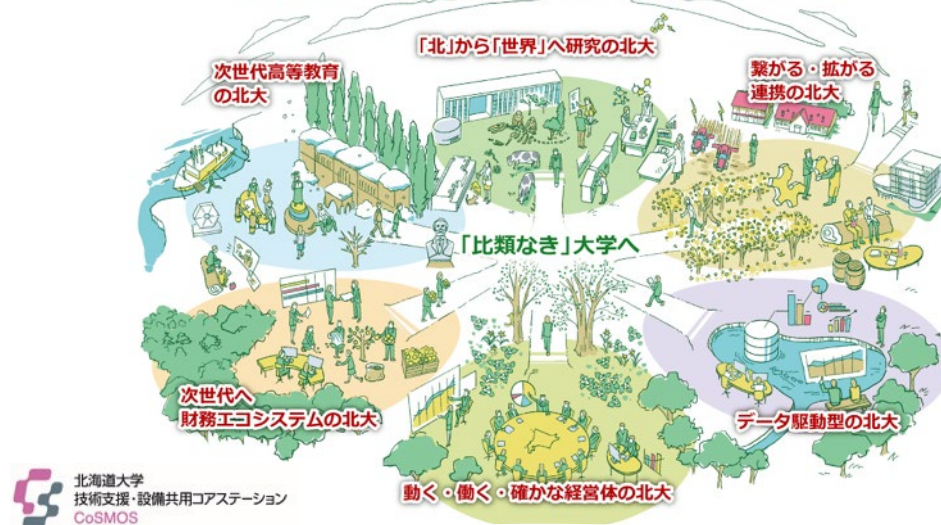 「北」から「世界」へ研究の北大
次世代高等教育
の北大
繋がる・拡がる
連携の北大
「比類なき」大学へ
次世代へ
財務エコシステムの北大
データ駆動型の北大
動く・働く・確かな経営体の北大
北海道大学
技術支援・設備共用コアステーション
CoSMOS